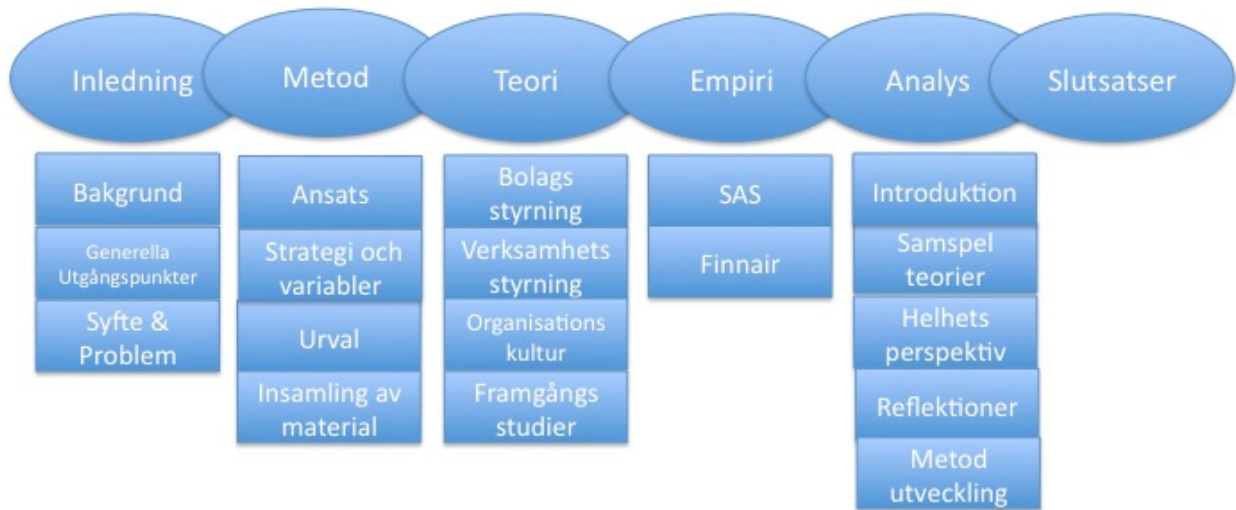 Inledning
Metod
Teori
Empiri
Analys
Slutsatser
Bakgrund
Generella
Utgångspunkter
Syfte &
Problem
Ansats
Strategi och
variabler
Urval
Insamling av
material
Bolags
styrning
Verksamhets
styrning
Organisations
kultur
Framgångs
studier
SAS
Finnair
Introduktion
Samspel
teorier
Helhets
perspektiv
Reflektioner
Metod
utveckling